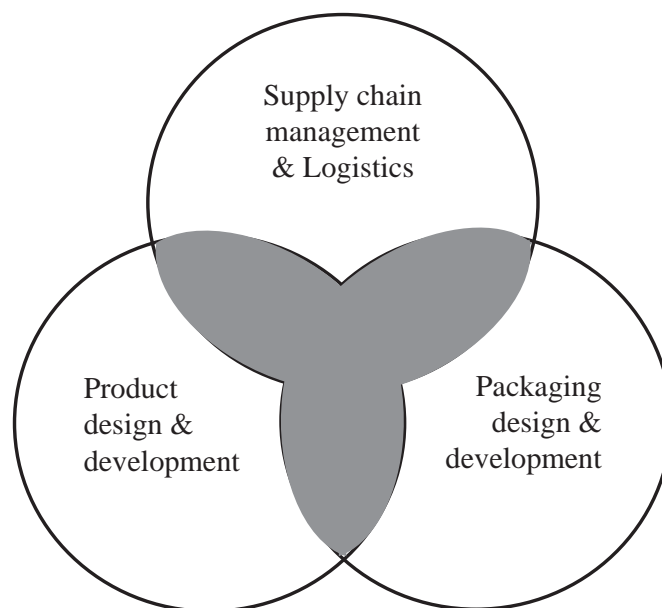 Supply chain
management
& Logistics
Product
design &
development
Packaging
design &
development